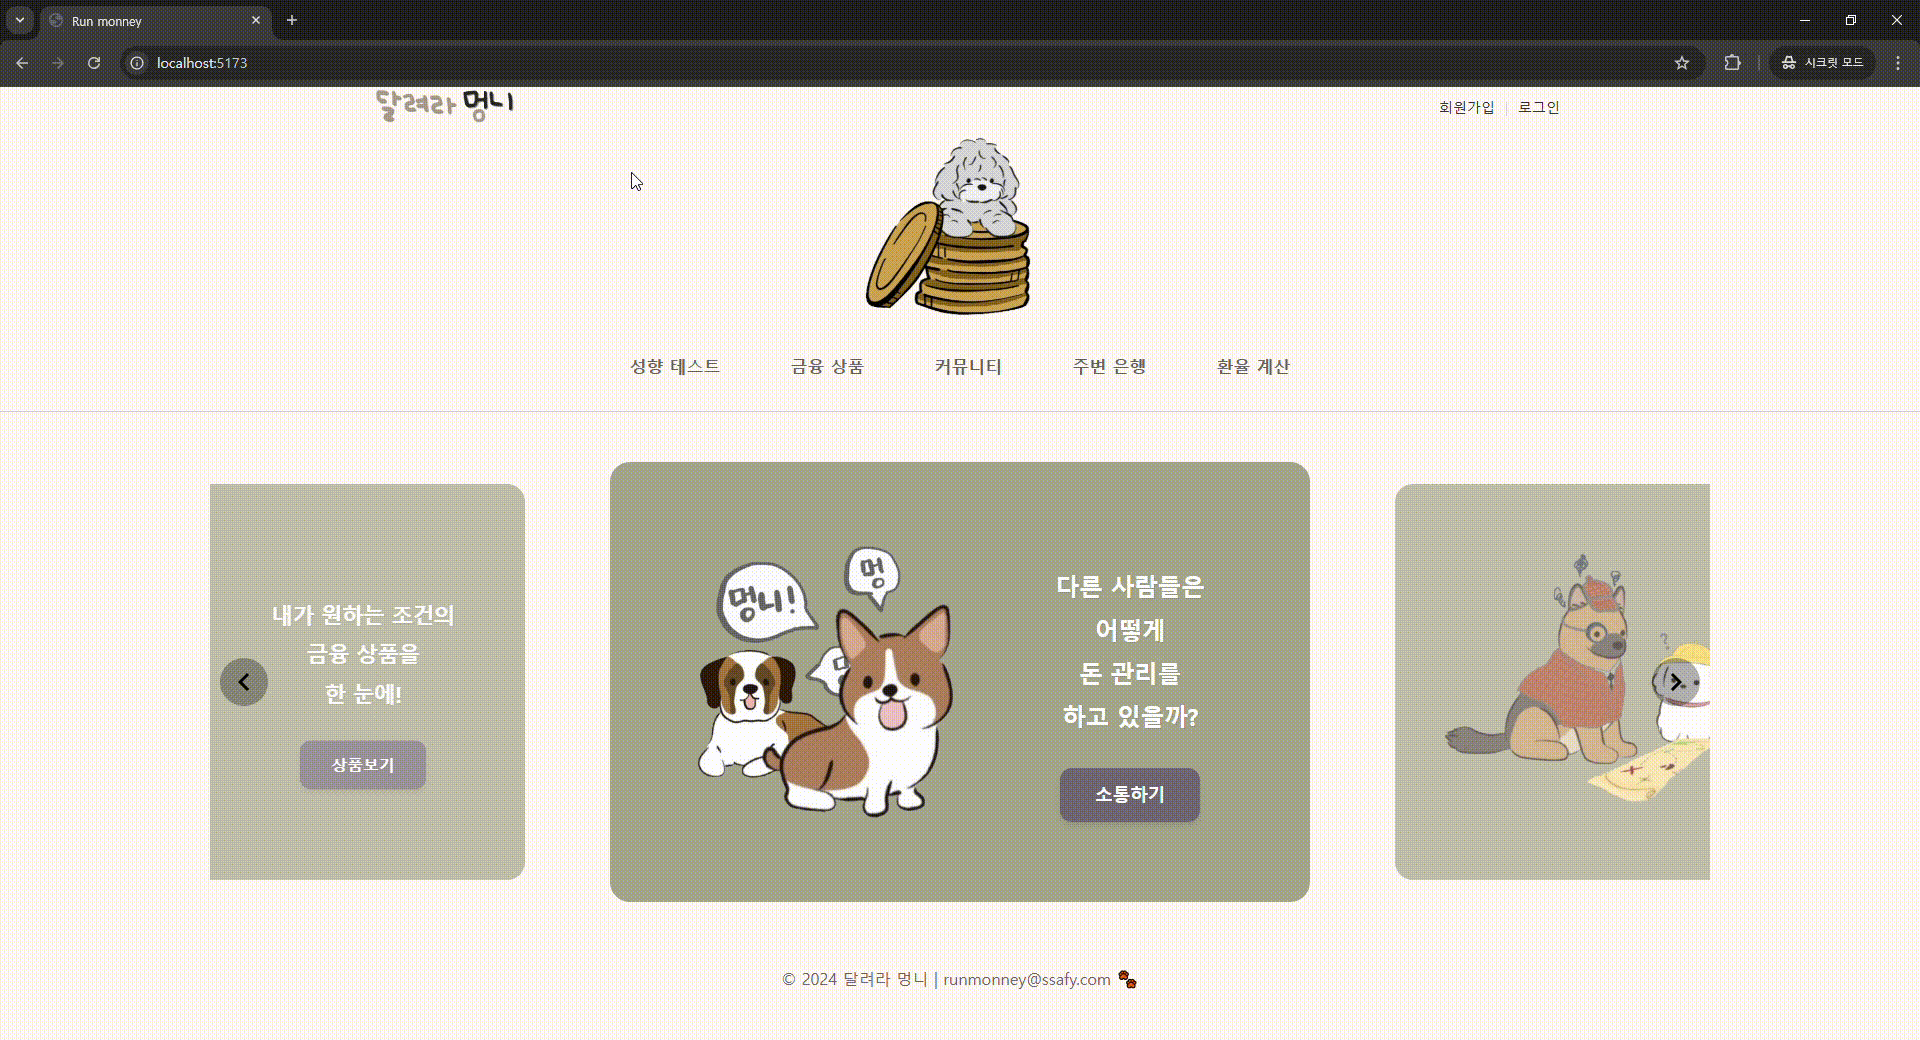 Run monney
localhost:5173
시크릿 모드
달려라 멍니
회원가입 | 로그인
성향 테스트
금융 상품
커뮤니티
주변 은행
환율 계산
내가 원하는 조건의
금융 상품을
한 눈에!
상품보기
멍니!
멍
다른 사람들은
어떻게
돈 관리를
하고 있을까?
소통하기
?
© 2024 달려라 멍니 | runmonney@ssafy.com